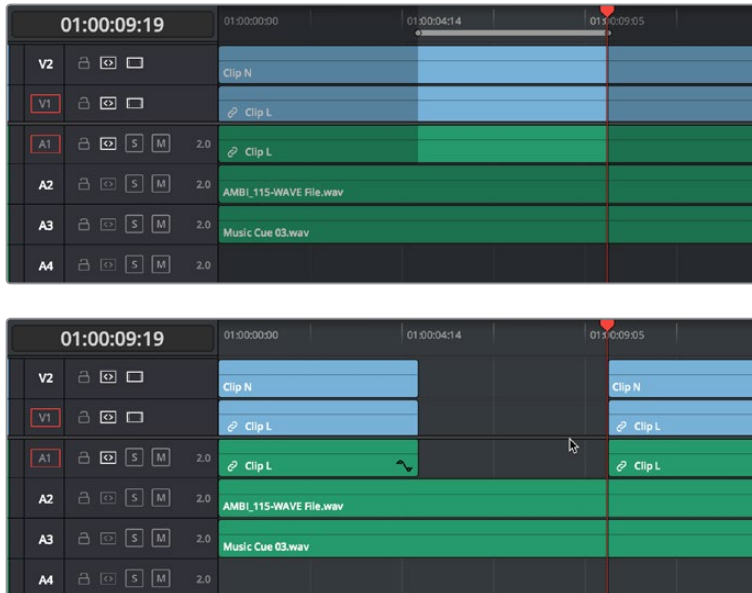 01:00:09:19 01:00:00:00 01:00:04:14 01:00:09:05
V2 Clip N
V1 Clip L
A1 S M 2.0 Clip L
A2 S M 2.0 AMBI_115-WAVE File.wav
A3 S M 2.0 Music Cue 03.wav
A4 S M 2.0
01:00:09:19 01:00:00:00 01:00:04:14 01:00:09:05
V2 Clip N Clip N
V1 Clip L Clip L
A1 S M 2.0 Clip L Clip L
A2 S M 2.0 AMBI_115-WAVE File.wav
A3 S M 2.0 Music Cue 03.wav
A4 S M 2.0